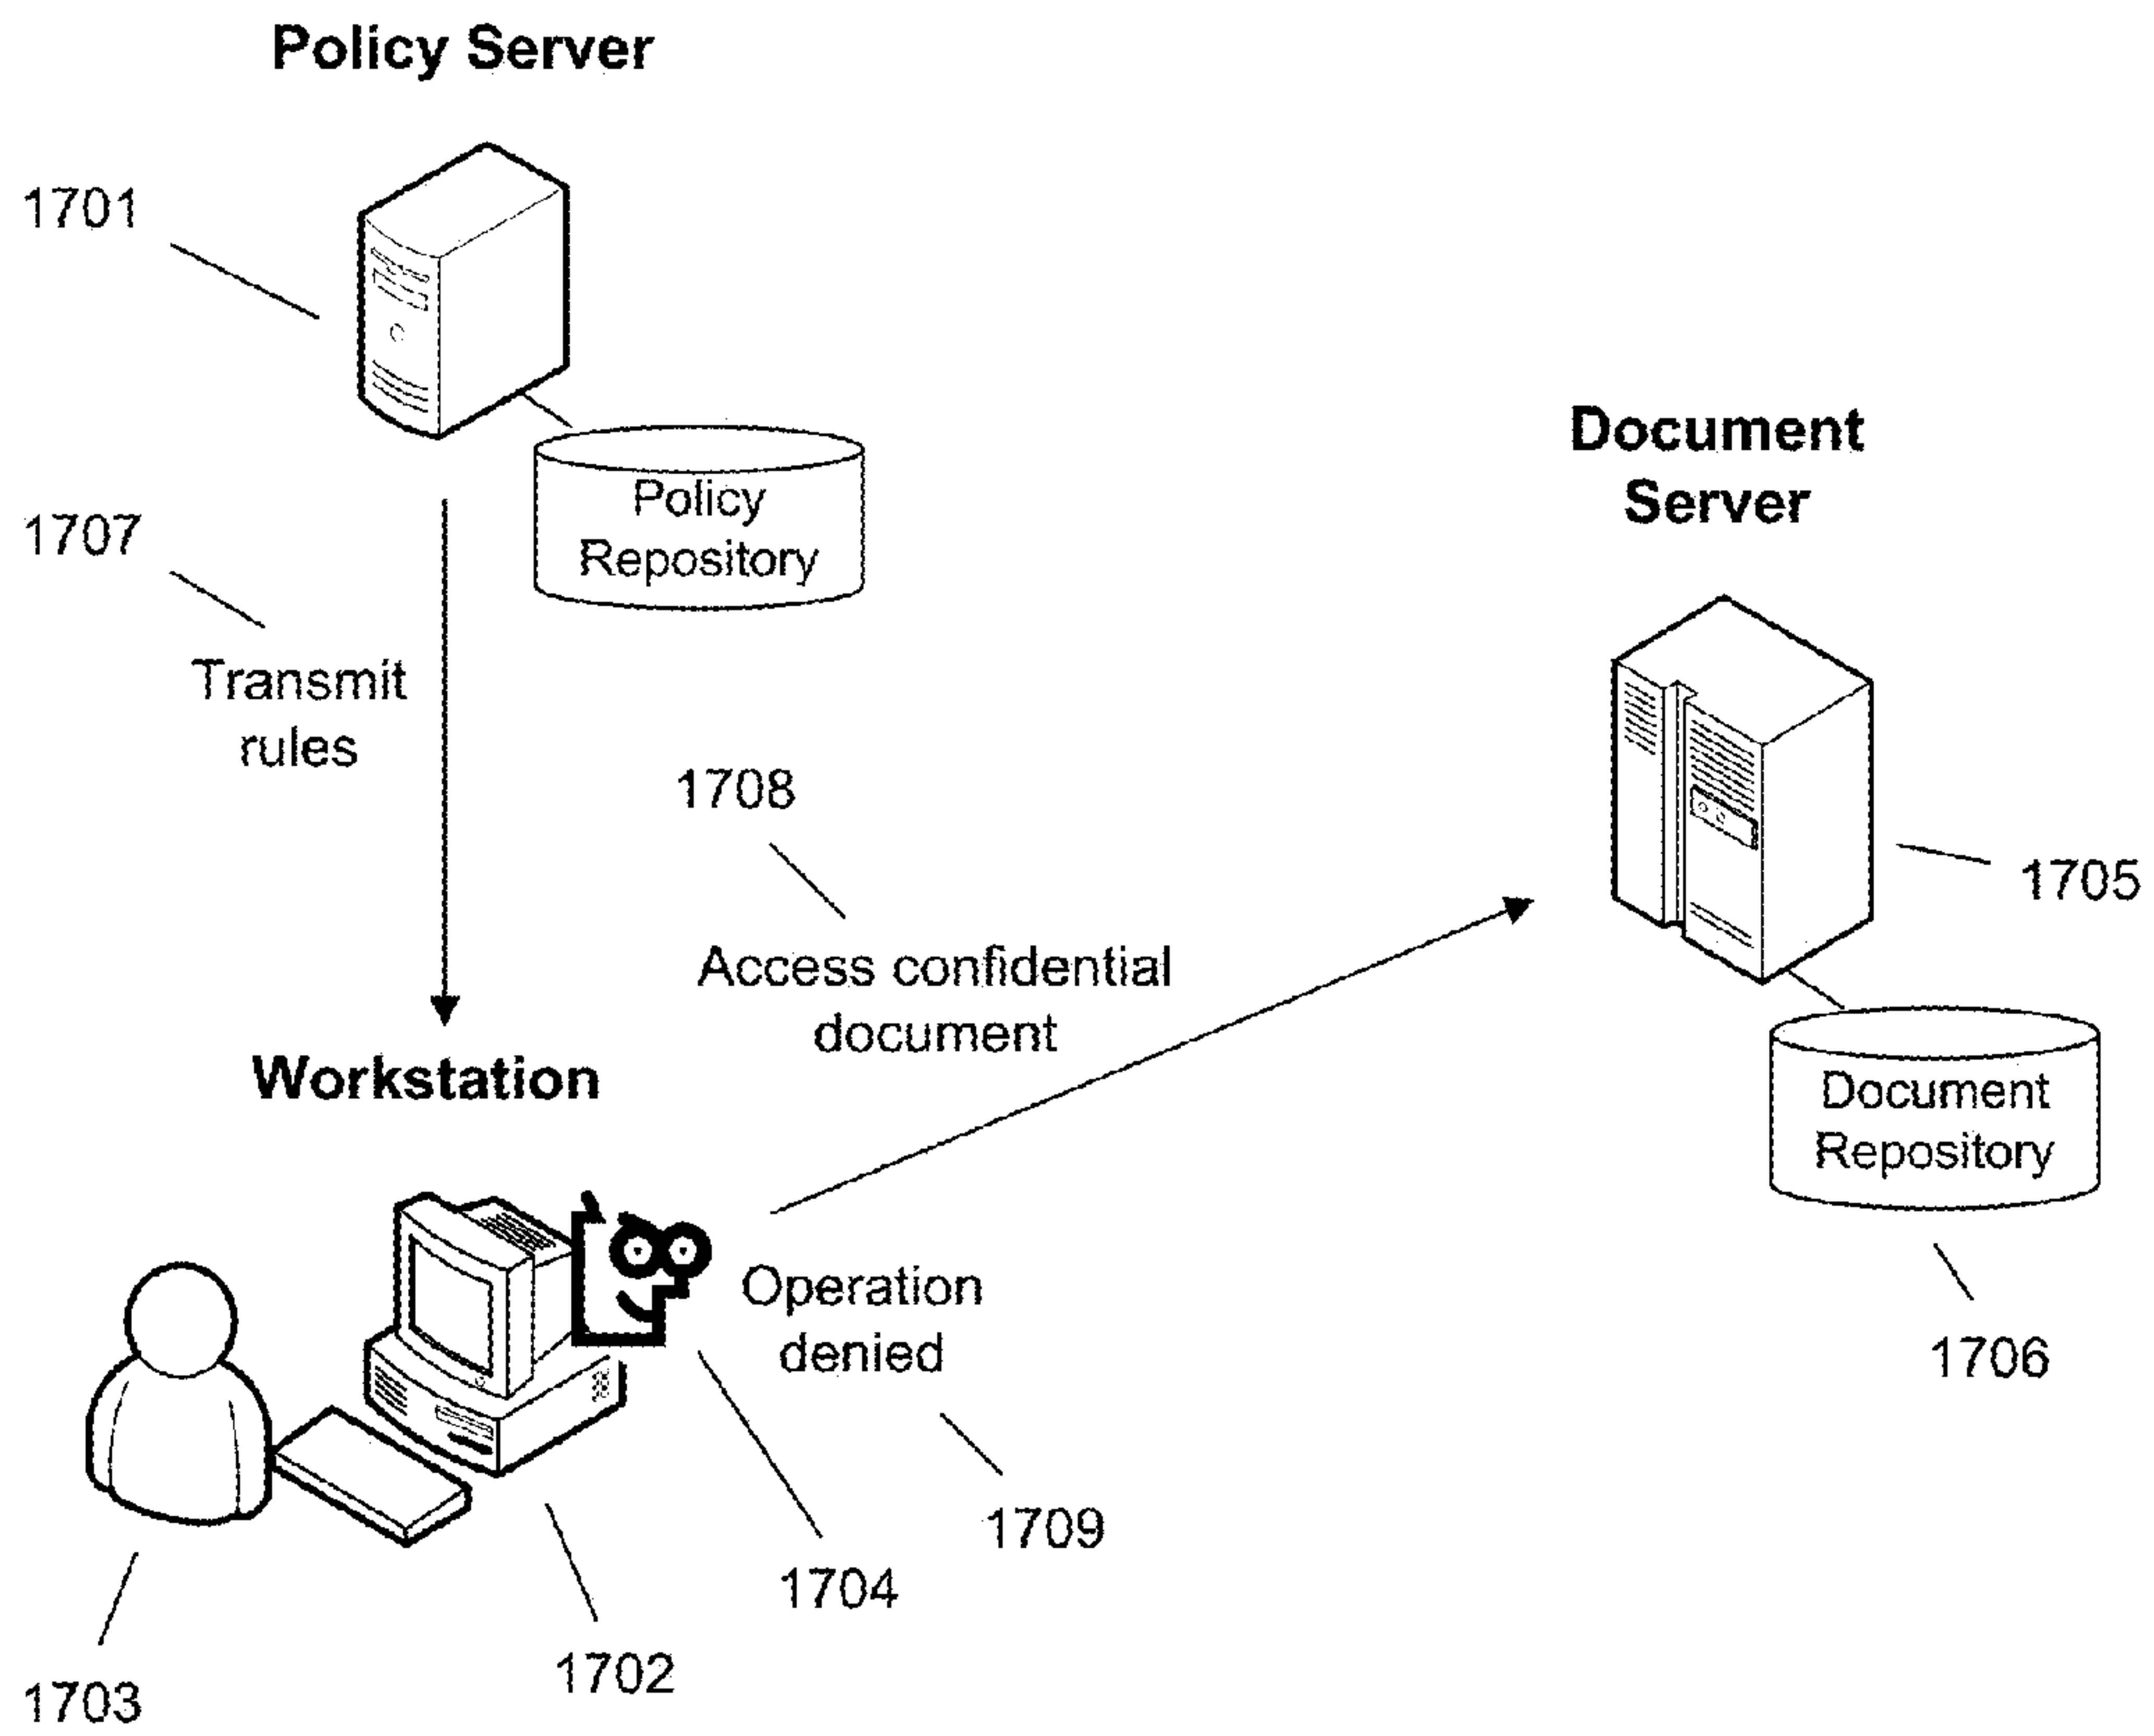 Policy Server
1701
Policy
Repository
1707
Transmit
rules
Document
Server
1708
1705
Access confidential
document
Workstation
Document
Repository
Operation
denied
1706
1709
1704
1702
1703